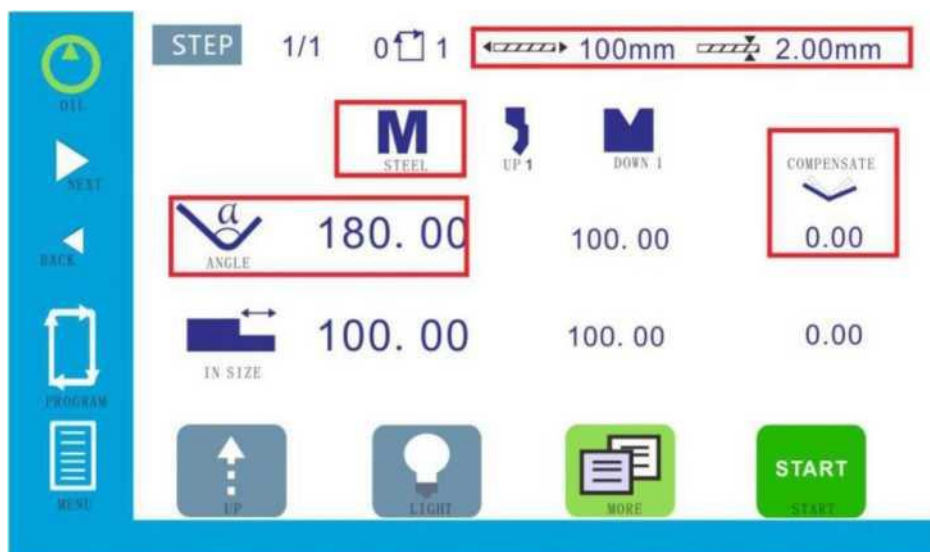 STEP 1/1 0 1 100mm 2.00mm
OIL
M
STEEL UP 1 DOWN 1 COMPENSATE
NEXT
α
ANGLE 180.00 100.00 0.00
BACK
IN SIZE 100.00 100.00 0.00
PROGRAM
MENU
UP LIGHT MORE START
START